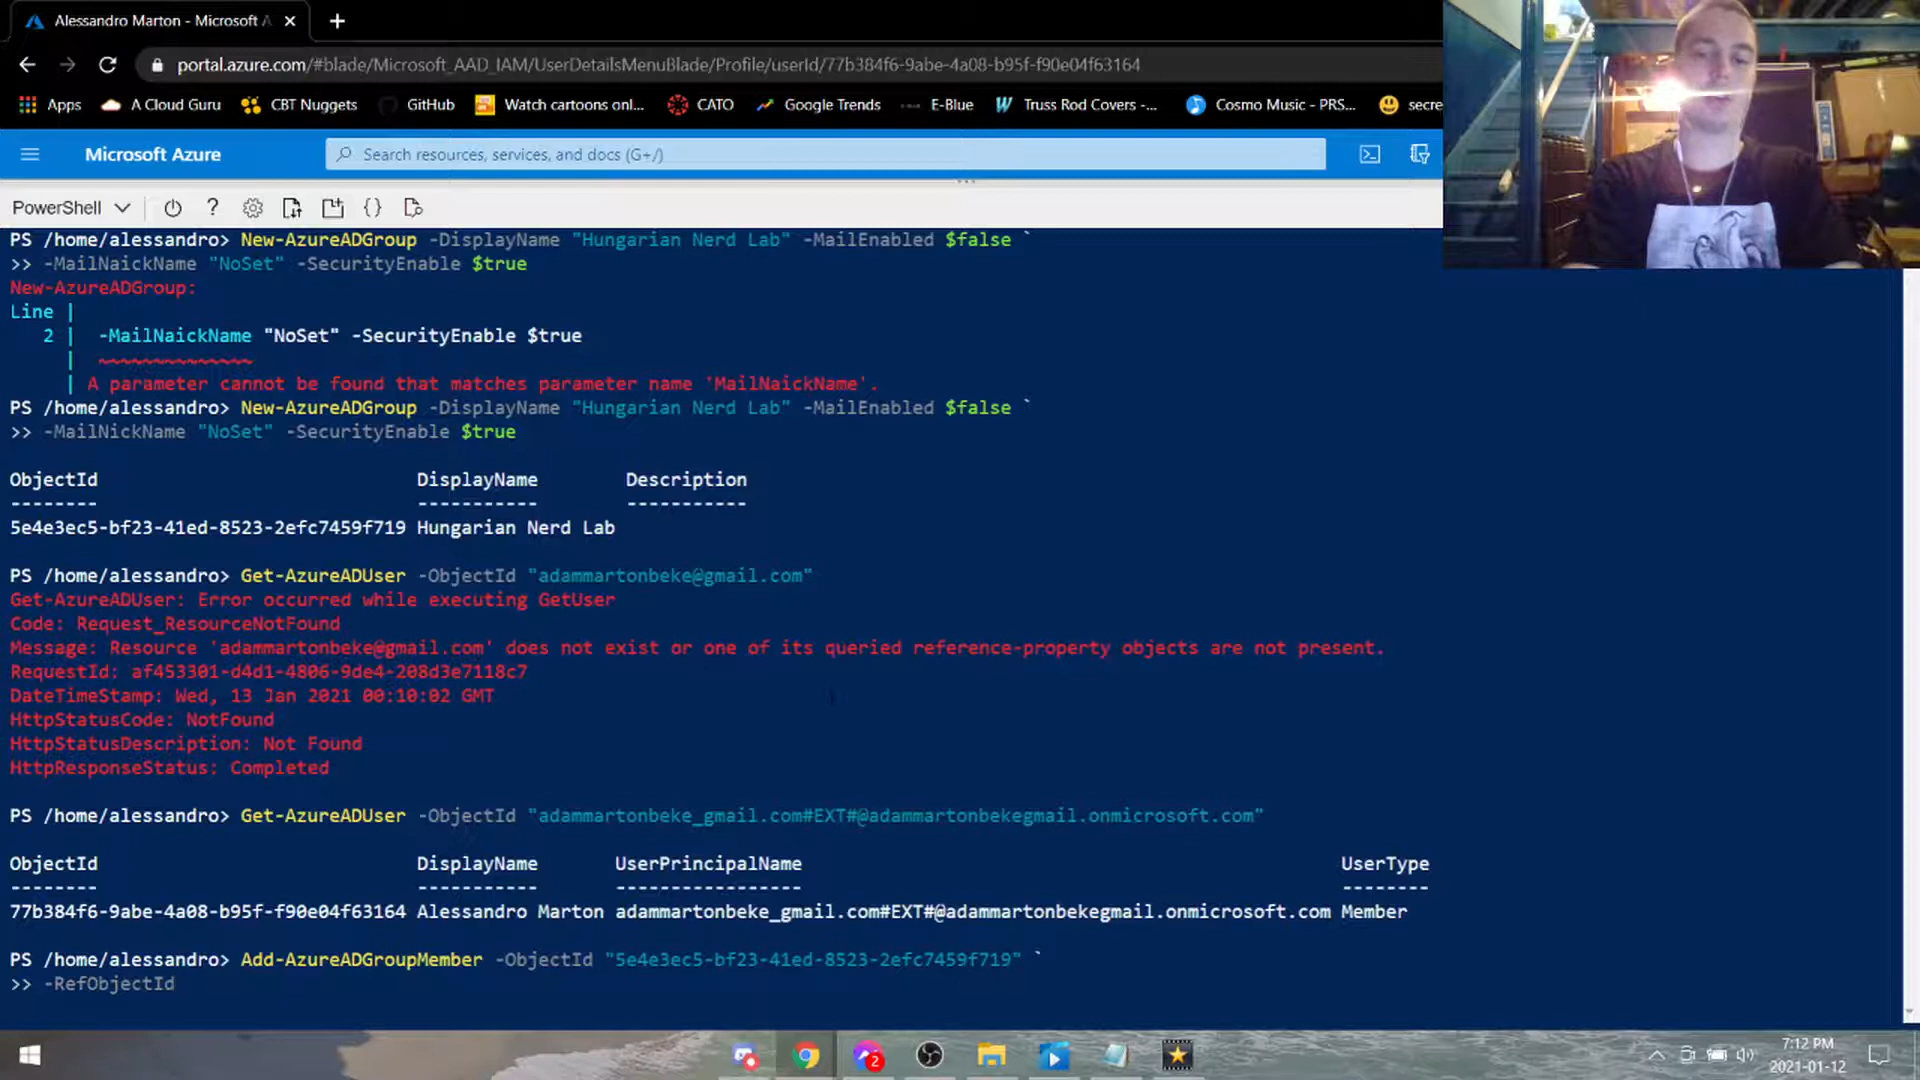 Alessandro Marton - Microsoft A
portal.azure.com/#blade/Microsoft_AAD_IAM/UserDetailsMenuBlade/Profile/userId/77b384f6-9abe-4a08-b95f-f90e04f63164
Apps A Cloud Guru CBT Nuggets GitHub Watch cartoons onl... CATO Google Trends E-Blue Truss Rod Covers -... Cosmo Music - PRS... secre
Microsoft Azure Search resources, services, and docs (G+/)
PowerShell
PS /home/alessandro> New-AzureADGroup -DisplayName "Hungarian Nerd Lab" -MailEnabled $false `
>> -MailNaickName "NoSet" -SecurityEnable $true
New-AzureADGroup:
Line |
2 | -MailNaickName "NoSet" -SecurityEnable $true
| ~~~~~~~~~~~~~~
| A parameter cannot be found that matches parameter name 'MailNaickName'.
PS /home/alessandro> New-AzureADGroup -DisplayName "Hungarian Nerd Lab" -MailEnabled $false `
>> -MailNickName "NoSet" -SecurityEnable $true
ObjectId DisplayName Description
-------- ----------- -----------
5e4e3ec5-bf23-41ed-8523-2efc7459f719 Hungarian Nerd Lab
PS /home/alessandro> Get-AzureADUser -ObjectId "adammartonbeke@gmail.com"
Get-AzureADUser: Error occurred while executing GetUser
Code: Request_ResourceNotFound
Message: Resource 'adammartonbeke@gmail.com' does not exist or one of its queried reference-property objects are not present.
RequestId: af453301-d4d1-4806-9de4-208d3e7118c7
DateTimeStamp: Wed, 13 Jan 2021 00:10:02 GMT
HttpStatusCode: NotFound
HttpStatusDescription: Not Found
HttpResponseStatus: Completed
PS /home/alessandro> Get-AzureADUser -ObjectId "adammartonbeke_gmail.com#EXT#@adammartonbekegmail.onmicrosoft.com"
ObjectId DisplayName UserPrincipalName UserType
-------- ----------- ----------------- --------
77b384f6-9abe-4a08-b95f-f90e04f63164 Alessandro Marton adammartonbeke_gmail.com#EXT#@adammartonbekegmail.onmicrosoft.com Member
PS /home/alessandro> Add-AzureADGroupMember -ObjectId "5e4e3ec5-bf23-41ed-8523-2efc7459f719" `
>> -RefObjectId
2
7:12 PM
2021-01-12